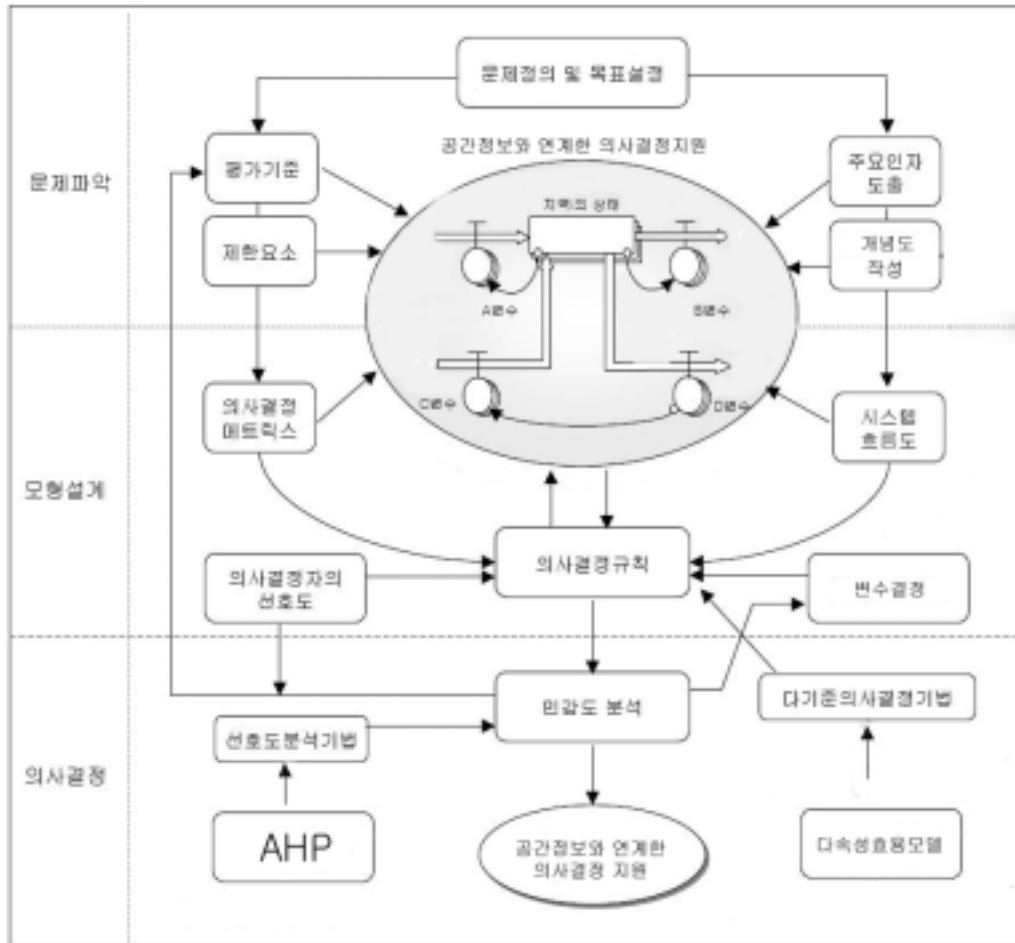 문제정의 및 목표설정
공간정보와 연계한 의사결정지원
문제파악
평가기준
주요인자
도출
지역의 상태
제한요소
개념도
작성
A변수
B변수
의사결정
메트릭스
C변수
D변수
시스템
흐름도
모형설계
의사결정규칙
의사결정자의
선호도
변수결정
민감도 분석
다기준의사결정기법
선호도분석기법
의사결정
AHP
공간정보와 연계한
의사결정 지원
다속성효용모델